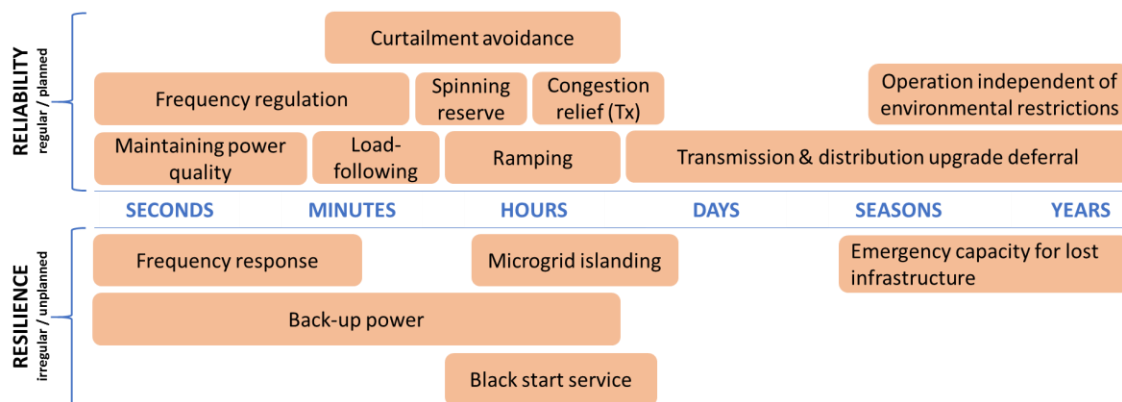 RELIABILITY
regular / planned
Curtailment avoidance
Frequency regulation
Spinning
reserve
Congestion
relief (Tx)
Operation independent of
environmental restrictions
Maintaining power
quality
Load-
following
Ramping
Transmission & distribution upgrade deferral
SECONDS MINUTES HOURS DAYS SEASONS YEARS
RESILIENCE
irregular / unplanned
Frequency response
Microgrid islanding
Emergency capacity for lost
infrastructure
Back-up power
Black start service